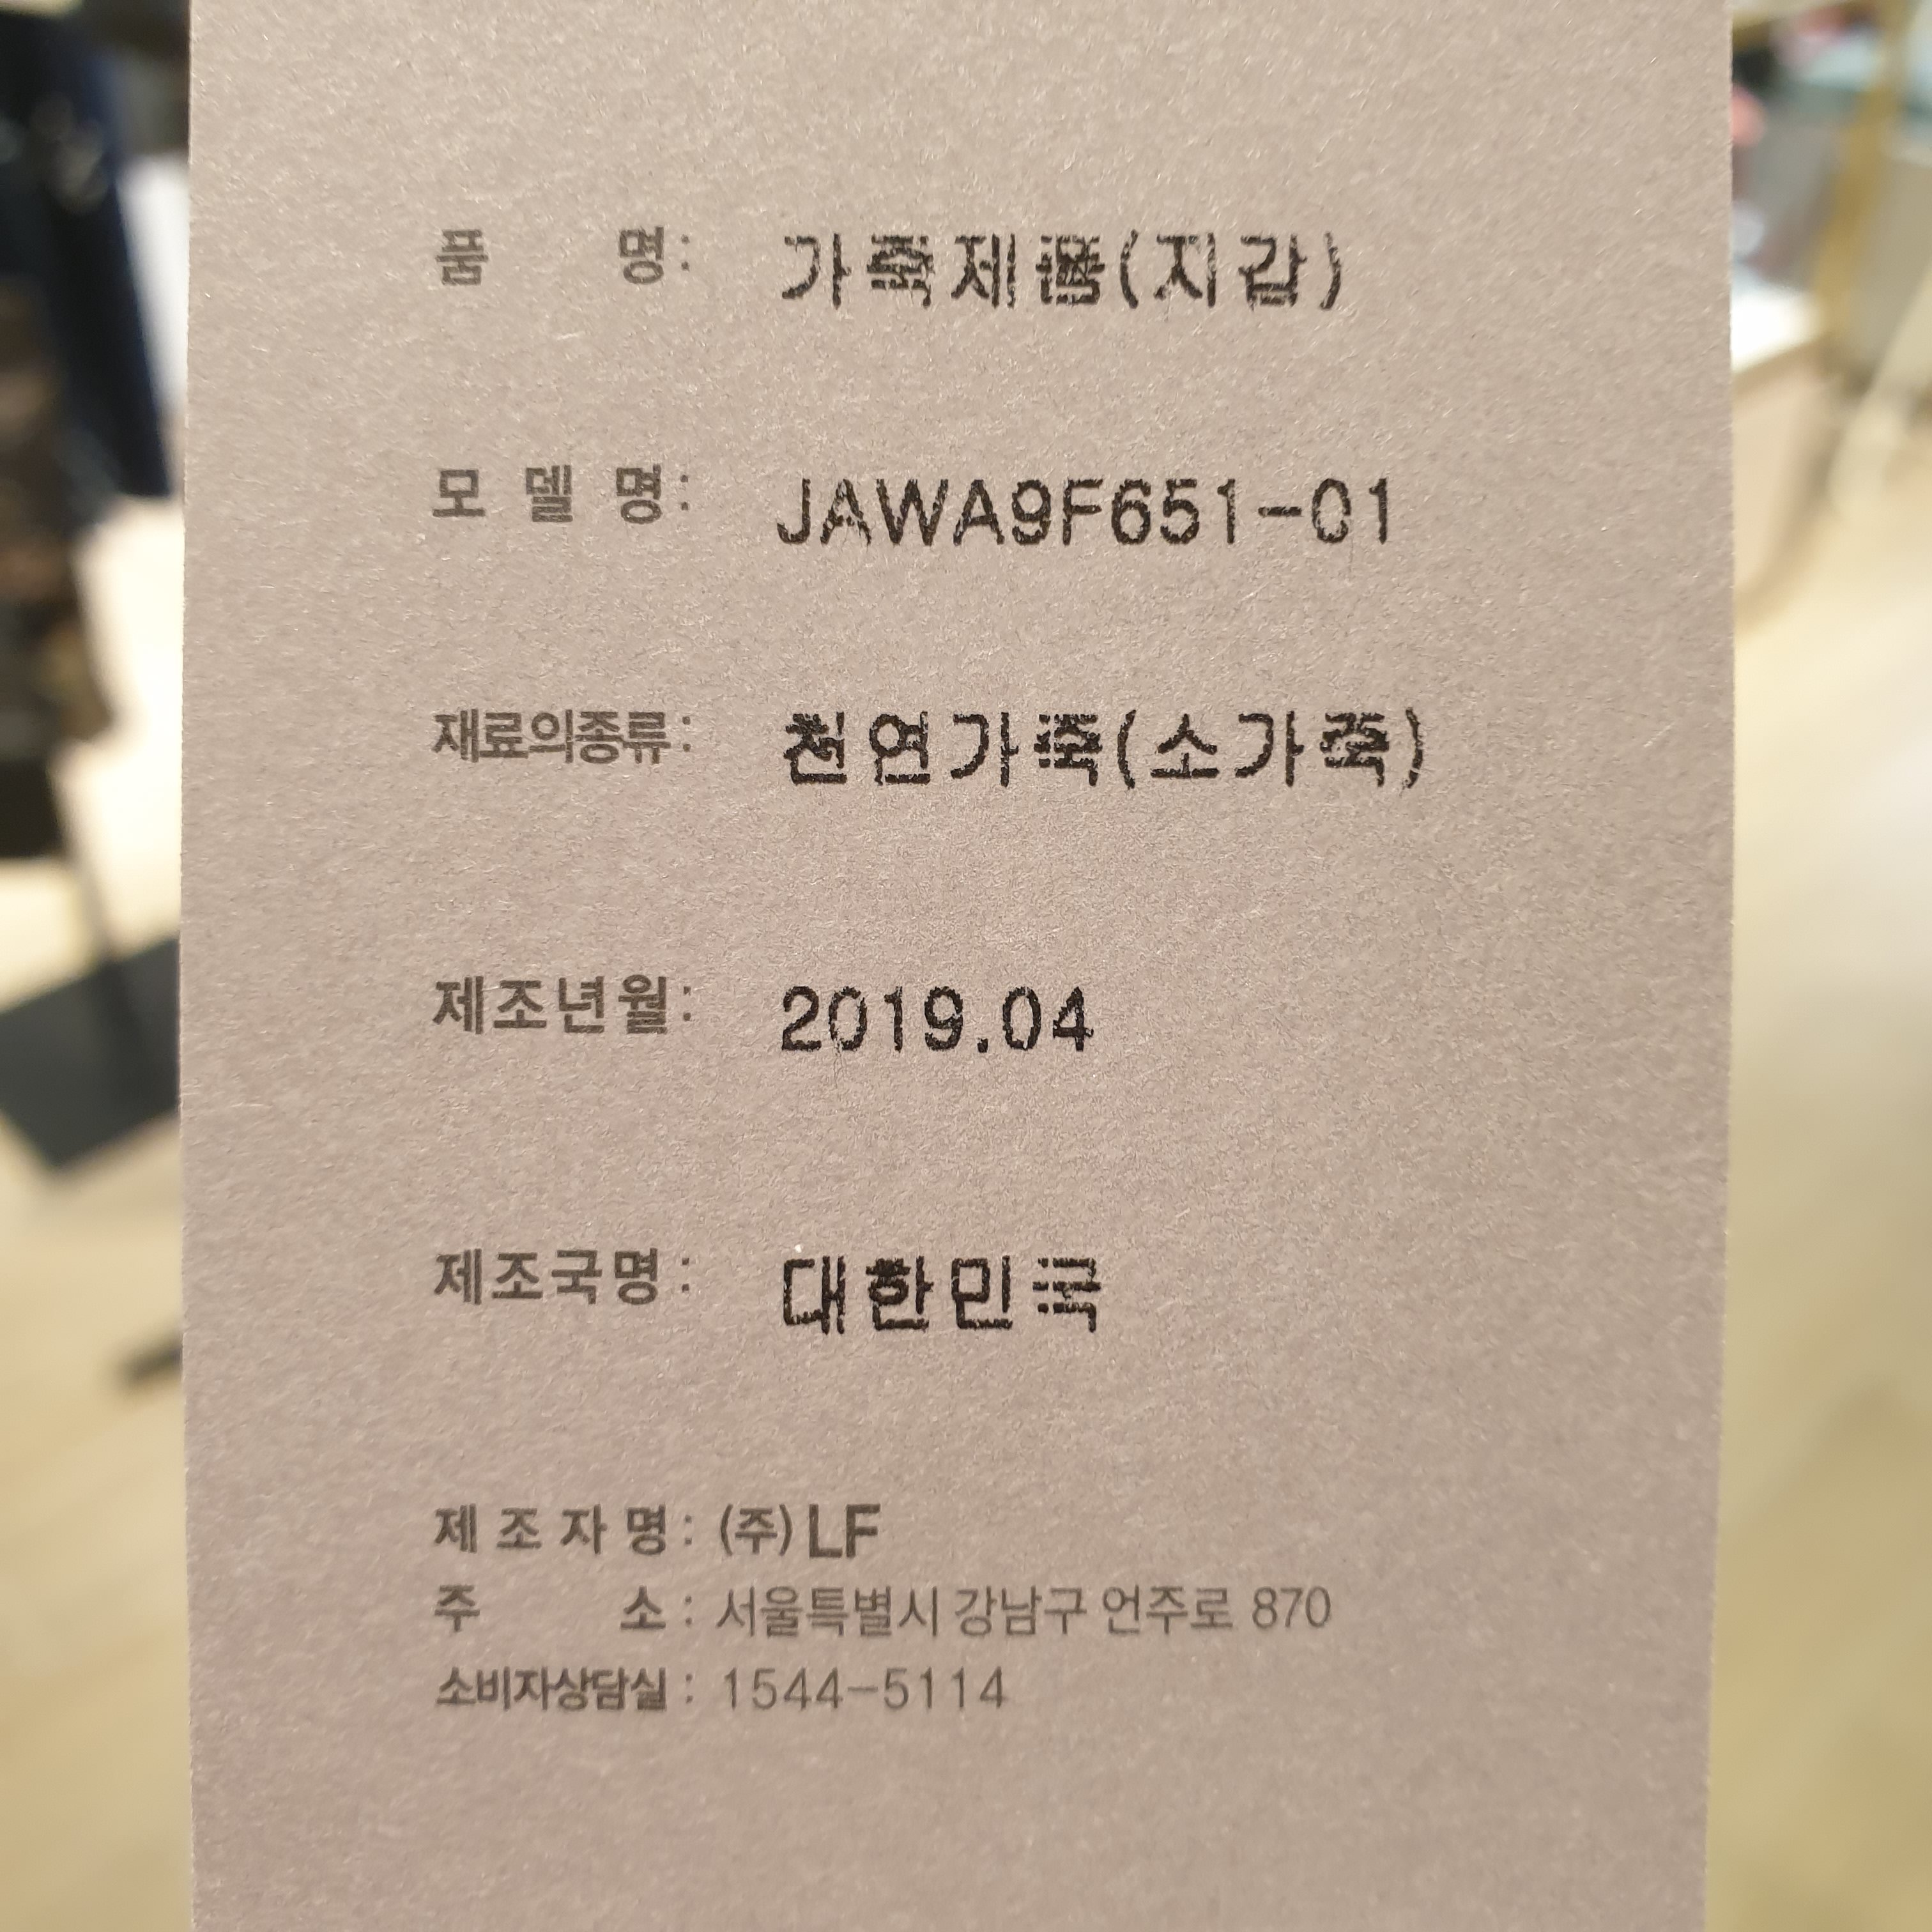 품 명: 가죽제품(지갑)
모 델 명: JAWA9F651-01
재료의종류: 천연가죽(소가죽)
제조년월: 2019.04
제조국명: 대한민국
제 조 자 명: (주)LF
주 소: 서울특별시 강남구 언주로 870
소비자상담실: 1544-5114